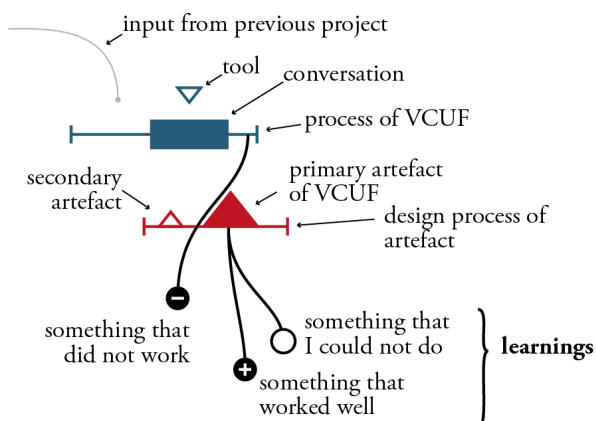 input from previous project
tool
conversation
process of VCUF
secondary
artefact
primary artefact
of VCUF
design process of
artefact
−
something that
did not work
something that
I could not do
learnings
+
something that
worked well